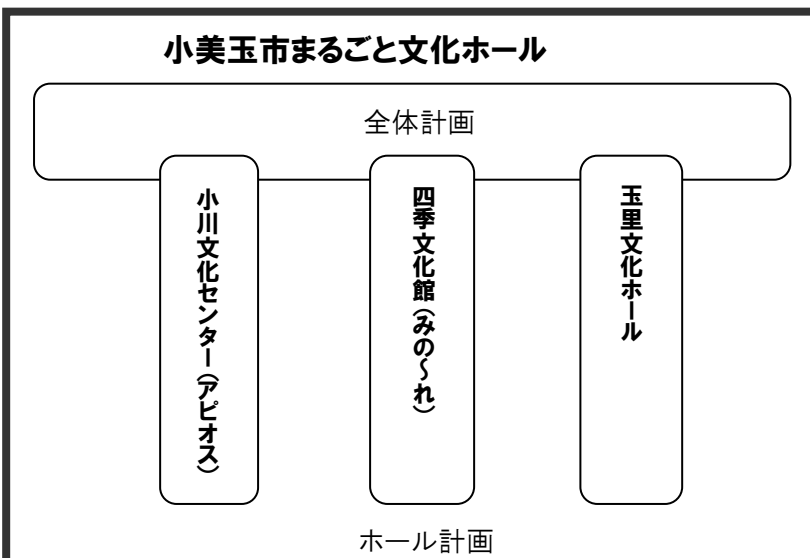 小美玉市まるごと文化ホール
全体計画
小川文化センター(アピオス)
四季文化館(みの～れ)
玉里文化ホール
ホール計画